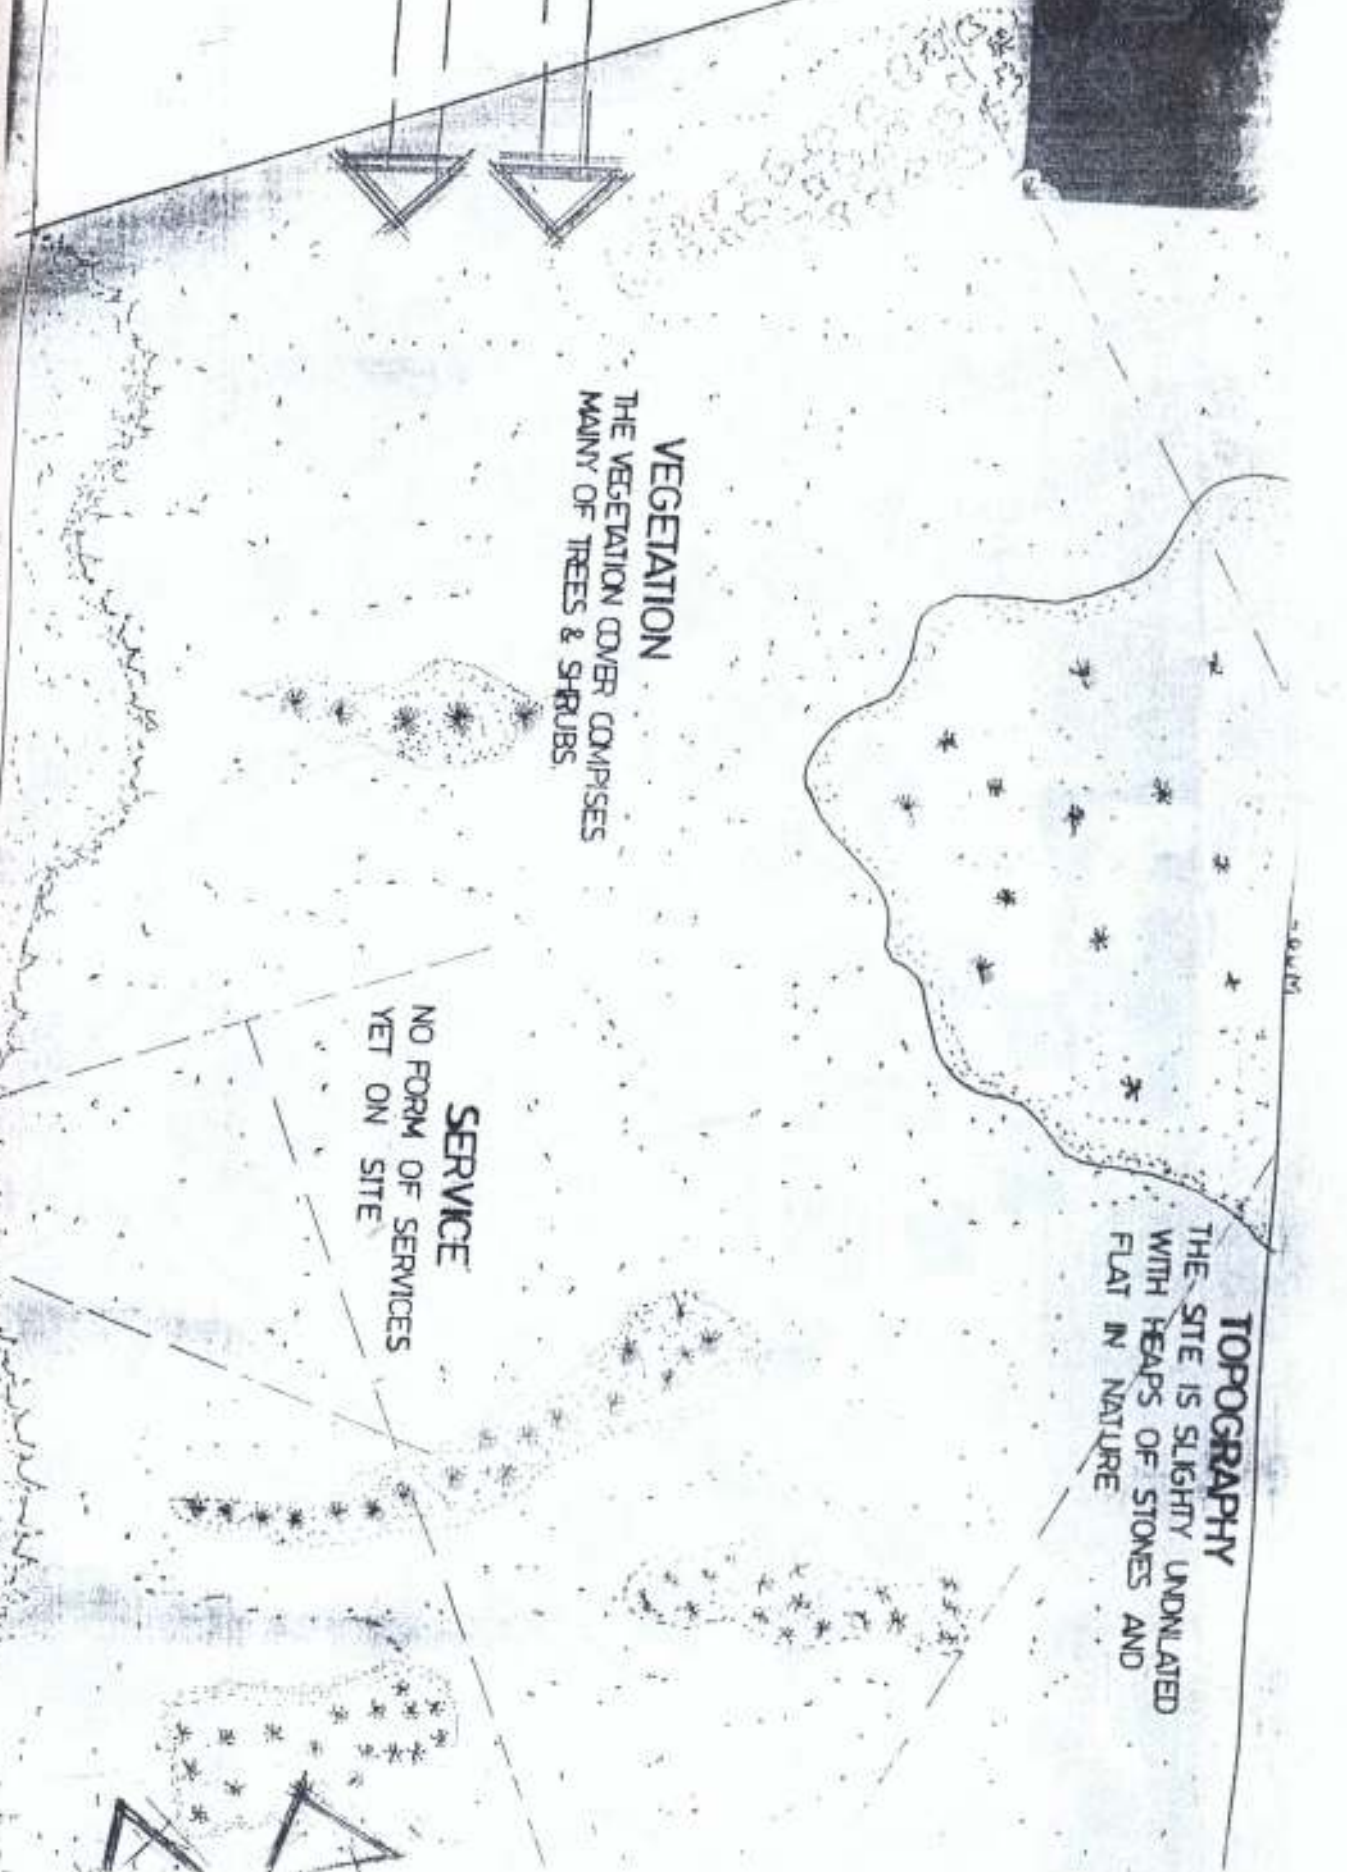 VEGETATION
THE VEGETATION COVER COMPISES
MAINY OF TREES & SHRUBS.
SERVICE
NO FORM OF SERVICES
YET ON SITE
TOPOGRAPHY
THE SITE IS SLIGHTY UNDNLATED
WITH HEAPS OF STONES AND
FLAT IN NATURE